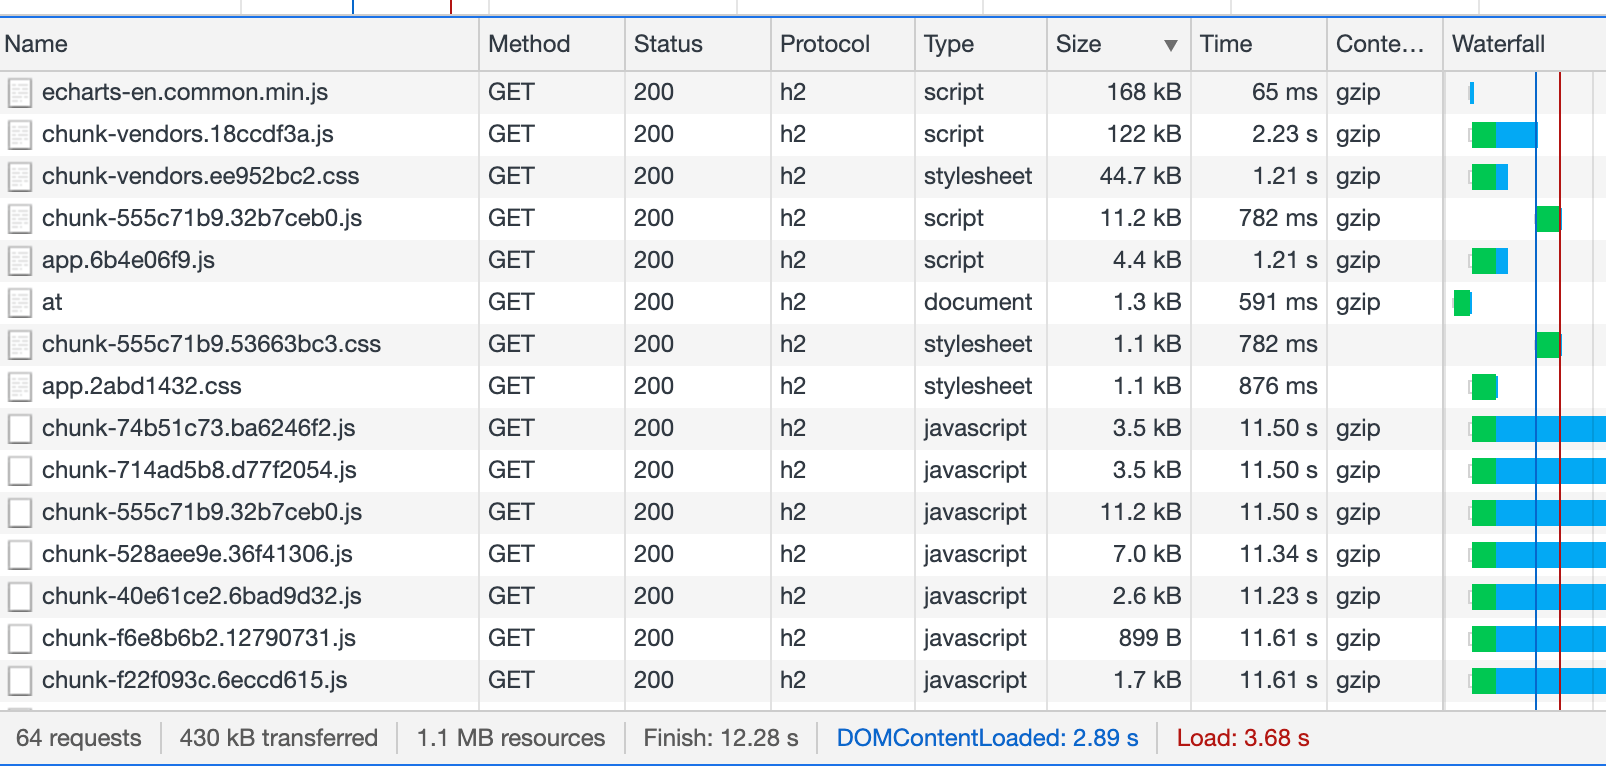 Name Method Status Protocol Type Size ▼ Time Conte... Waterfall
echarts-en.common.min.js GET 200 h2 script 168 kB 65 ms gzip
chunk-vendors.18ccdf3a.js GET 200 h2 script 122 kB 2.23 s gzip
chunk-vendors.ee952bc2.css GET 200 h2 stylesheet 44.7 kB 1.21 s gzip
chunk-555c71b9.32b7ceb0.js GET 200 h2 script 11.2 kB 782 ms gzip
app.6b4e06f9.js GET 200 h2 script 4.4 kB 1.21 s gzip
at GET 200 h2 document 1.3 kB 591 ms gzip
chunk-555c71b9.53663bc3.css GET 200 h2 stylesheet 1.1 kB 782 ms
app.2abd1432.css GET 200 h2 stylesheet 1.1 kB 876 ms
chunk-74b51c73.ba6246f2.js GET 200 h2 javascript 3.5 kB 11.50 s gzip
chunk-714ad5b8.d77f2054.js GET 200 h2 javascript 3.5 kB 11.50 s gzip
chunk-555c71b9.32b7ceb0.js GET 200 h2 javascript 11.2 kB 11.50 s gzip
chunk-528aee9e.36f41306.js GET 200 h2 javascript 7.0 kB 11.34 s gzip
chunk-40e61ce2.6bad9d32.js GET 200 h2 javascript 2.6 kB 11.23 s gzip
chunk-f6e8b6b2.12790731.js GET 200 h2 javascript 899 B 11.61 s gzip
chunk-f22f093c.6eccd615.js GET 200 h2 javascript 1.7 kB 11.61 s gzip
64 requests 430 kB transferred 1.1 MB resources Finish: 12.28 s DOMContentLoaded: 2.89 s Load: 3.68 s